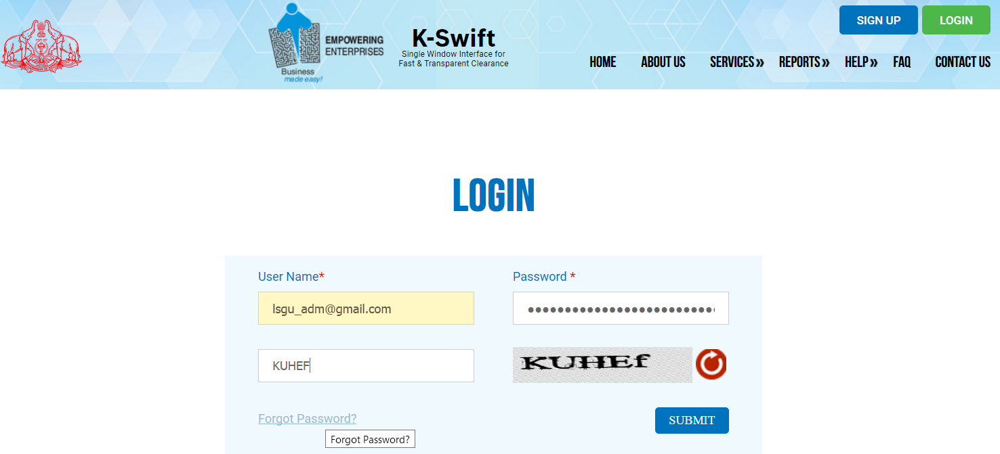 SIGN UP LOGIN
EMPOWERING
ENTERPRISES
Business
made easy!
K-Swift
Single Window Interface for
Fast & Transparent Clearance
HOME ABOUT US SERVICES» REPORTS» HELP» FAQ CONTACT US
LOGIN
User Name* Password *
lsgu_adm@gmail.com ••••••••••••••••••••••••••
KUHEF KUHEf
Forgot Password? SUBMIT
Forgot Password?